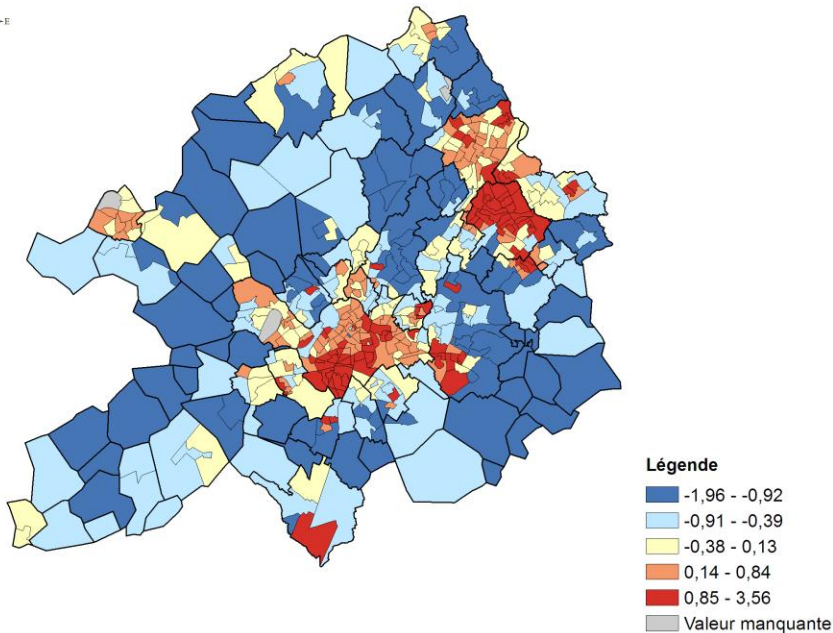 E
Légende
-1,96 - -0,92
-0,91 - -0,39
-0,38 - 0,13
0,14 - 0,84
0,85 - 3,56
Valeur manquante